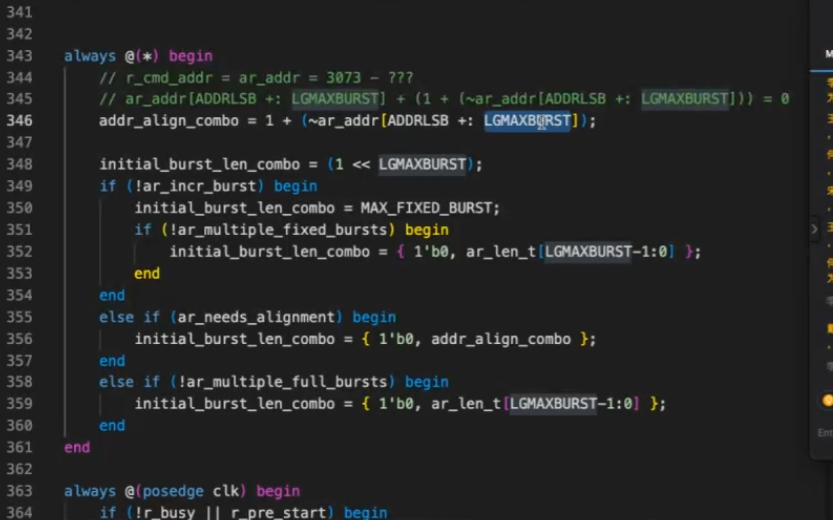 341
342
343 always @(*) begin
344 // r_cmd_addr = ar_addr = 3073 - ???
345 // ar_addr[ADDRLSB +: LGMAXBURST] + (1 + (~ar_addr[ADDRLSB +: LGMAXBURST])) = 0
346 addr_align_combo = 1 + (~ar_addr[ADDRLSB +: LGMAXBURST]);
347
348 initial_burst_len_combo = (1 << LGMAXBURST);
349 if (!ar_incr_burst) begin
350 initial_burst_len_combo = MAX_FIXED_BURST;
351 if (!ar_multiple_fixed_bursts) begin
352 initial_burst_len_combo = { 1'b0, ar_len_t[LGMAXBURST-1:0] };
353 end
354 end
355 else if (ar_needs_alignment) begin
356 initial_burst_len_combo = { 1'b0, addr_align_combo };
357 end
358 else if (!ar_multiple_full_bursts) begin
359 initial_burst_len_combo = { 1'b0, ar_len_t[LGMAXBURST-1:0] };
360 end
361 end
362
363 always @(posedge clk) begin
364 if (!r_busy || r_pre_start) begin